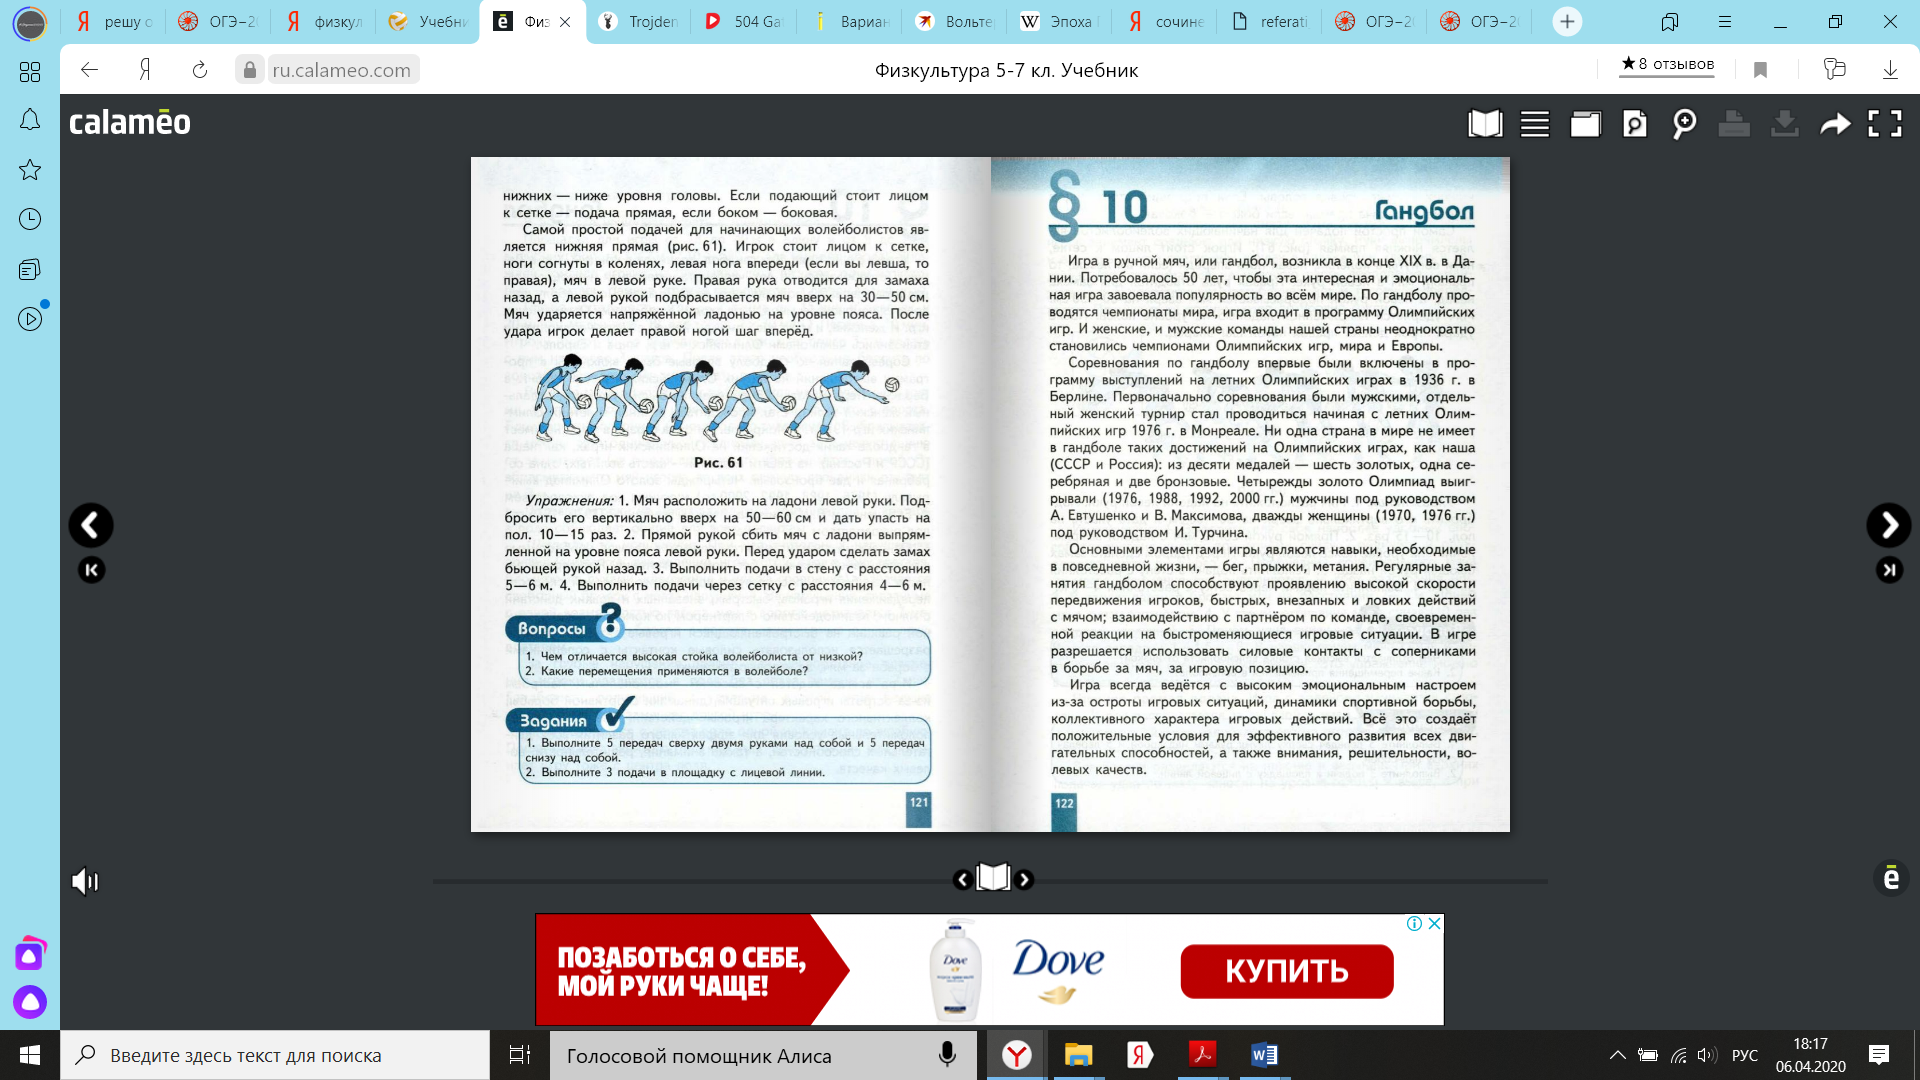 решу о
ОГЭ–20
физкул
Учебни
Физ
Trojden
504 Ga
Вариан
Вольте
Эпоха
сочине
referati
ОГЭ–20
ОГЭ–20
ru.calameo.com
Физкультура 5-7 кл. Учебник
★8 отзывов
calamēo
нижних — ниже уровня головы. Если подающий стоит лицом
к сетке — подача прямая, если боком — боковая.
Самой простой подачей для начинающих волейболистов яв-
ляется нижняя прямая (рис. 61). Игрок стоит лицом к сетке,
ноги согнуты в коленях, левая нога впереди (если вы левша, то
правая), мяч в левой руке. Правая рука отводится для замаха
назад, а левой рукой подбрасывается мяч вверх на 30—50 см.
Мяч ударяется напряжённой ладонью на уровне пояса. После
удара игрок делает правой ногой шаг вперёд.
Рис. 61
Упражнения: 1. Мяч расположить на ладони левой руки. Под-
бросить его вертикально вверх на 50—60 см и дать упасть на
пол. 10—15 раз. 2. Прямой рукой сбить мяч с ладони выпрям-
ленной на уровне пояса левой руки. Перед ударом сделать замах
бьющей рукой назад. 3. Выполнить подачи в стену с расстояния
5—6 м. 4. Выполнить подачи через сетку с расстояния 4—6 м.
Вопросы ?
1. Чем отличается высокая стойка волейболиста от низкой?
2. Какие перемещения применяются в волейболе?
Задания
1. Выполните 5 передач сверху двумя руками над собой и 5 передач
снизу над собой.
2. Выполните 3 подачи в площадку с лицевой линии.
121
§ 10 Гандбол
Игра в ручной мяч, или гандбол, возникла в конце XIX в. в Да-
нии. Потребовалось 50 лет, чтобы эта интересная и эмоциональ-
ная игра завоевала популярность во всём мире. По гандболу про-
водятся чемпионаты мира, игра входит в программу Олимпийских
игр. И женские, и мужские команды нашей страны неоднократно
становились чемпионами Олимпийских игр, мира и Европы.
Соревнования по гандболу впервые были включены в про-
грамму выступлений на летних Олимпийских играх в 1936 г. в
Берлине. Первоначально соревнования были мужскими, отдель-
ный женский турнир стал проводиться начиная с летних Олим-
пийских игр 1976 г. в Монреале. Ни одна страна в мире не имеет
в гандболе таких достижений на Олимпийских играх, как наша
(СССР и Россия): из десяти медалей — шесть золотых, одна се-
ребряная и две бронзовые. Четырежды золото Олимпиад выиг-
рывали (1976, 1988, 1992, 2000 гг.) мужчины под руководством
А. Евтушенко и В. Максимова, дважды женщины (1970, 1976 гг.)
под руководством И. Турчина.
Основными элементами игры являются навыки, необходимые
в повседневной жизни, — бег, прыжки, метания. Регулярные за-
нятия гандболом способствуют проявлению высокой скорости
передвижения игроков, быстрых, внезапных и ловких действий
с мячом; взаимодействию с партнёром по команде, своевремен-
ной реакции на быстроменяющиеся игровые ситуации. В игре
разрешается использовать силовые контакты с соперниками
в борьбе за мяч, за игровую позицию.
Игра всегда ведётся с высоким эмоциональным настроем
из-за остроты игровых ситуаций, динамики спортивной борьбы,
коллективного характера игровых действий. Всё это создаёт
положительные условия для эффективного развития всех дви-
гательных способностей, а также внимания, решительности, во-
левых качеств.
122
ПОЗАБОТЬСЯ О СЕБЕ,
МОЙ РУКИ ЧАЩЕ!
Dove
Dove
КУПИТЬ
Введите здесь текст для поиска
Голосовой помощник Алиса
РУС
18:17
06.04.2020